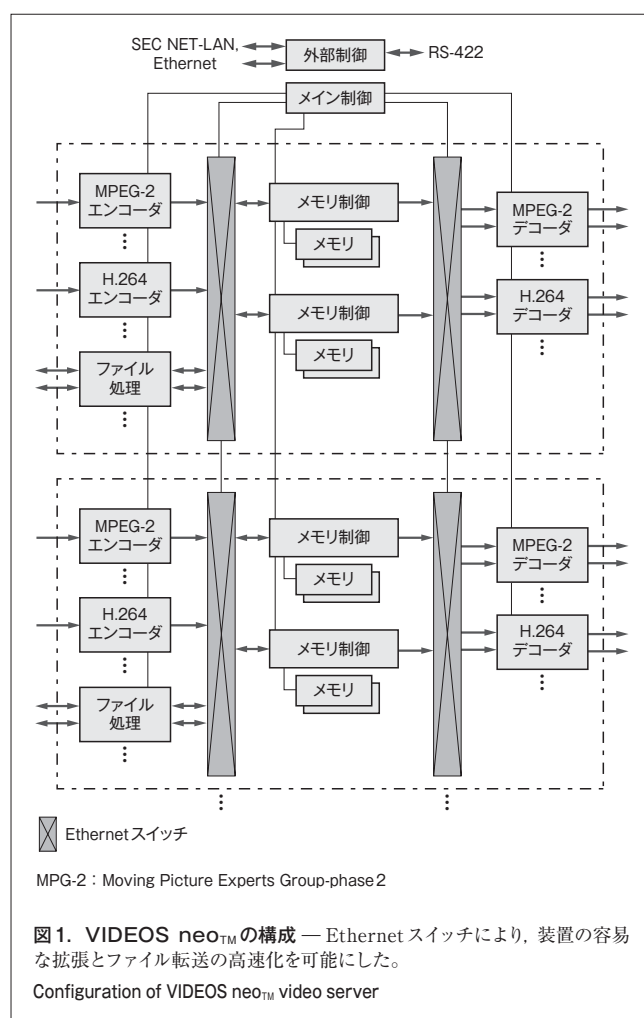 SEC NET-LAN,
Ethernet
外部制御
RS-422
メイン制御
MPEG-2
エンコーダ
H.264
エンコーダ
ファイル
処理
メモリ制御
メモリ
メモリ制御
メモリ
MPEG-2
デコーダ
H.264
デコーダ
MPEG-2
エンコーダ
H.264
エンコーダ
ファイル
処理
メモリ制御
メモリ
メモリ制御
メモリ
MPEG-2
デコーダ
H.264
デコーダ
Ethernetスイッチ
MPG-2:Moving Picture Experts Group-phase2
図1. VIDEOS neoTMの構成 — Ethernetスイッチにより,装置の容易
な拡張とファイル転送の高速化を可能にした。
Configuration of VIDEOS neoTM video server